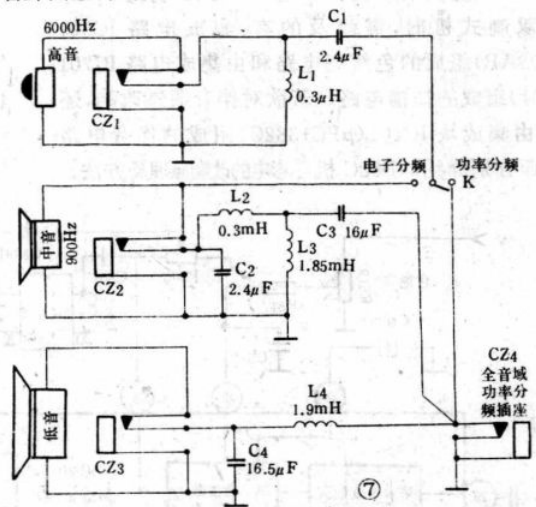 6000Hz
高音
CZ1
C1
2.4μF
L1
0.3μH
电子分频
功率分频
K
中音
900Hz
CZ2
L2
0.3mH
C2
2.4μF
C3
16μF
L3
1.85mH
低音
CZ3
L4
1.9mH
C4
16.5μF
CZ4
全音域
功率分
频插座
⑦